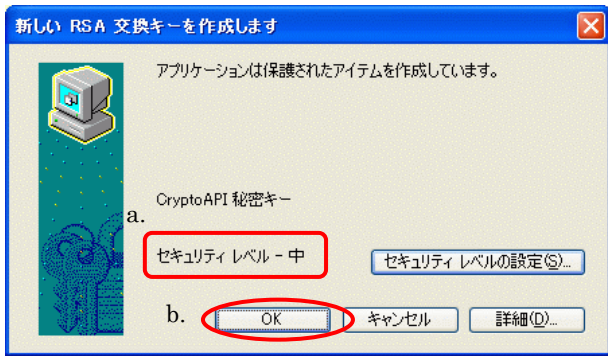 新しい RSA 交換キーを作成します
アプリケーションは保護されたアイテムを作成しています。
CryptoAPI 秘密キー
a.
セキュリティ レベル - 中
セキュリティ レベルの設定(S)...
b.
OK
キャンセル
詳細(D)...